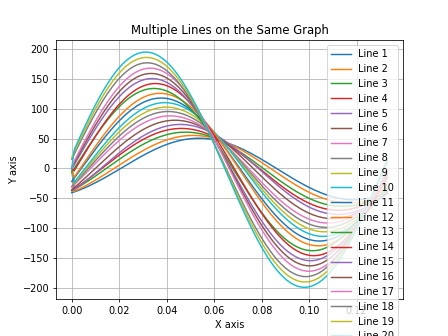 Multiple Lines on the Same Graph
200
150
100
50
0
−50
−100
−150
−200
Y axis
0.00
0.02
0.04
0.06
0.08
0.10
X axis
Line 1
Line 2
Line 3
Line 4
Line 5
Line 6
Line 7
Line 8
Line 9
Line 10
Line 11
Line 12
Line 13
Line 14
Line 15
Line 16
Line 17
Line 18
Line 19
Line 20